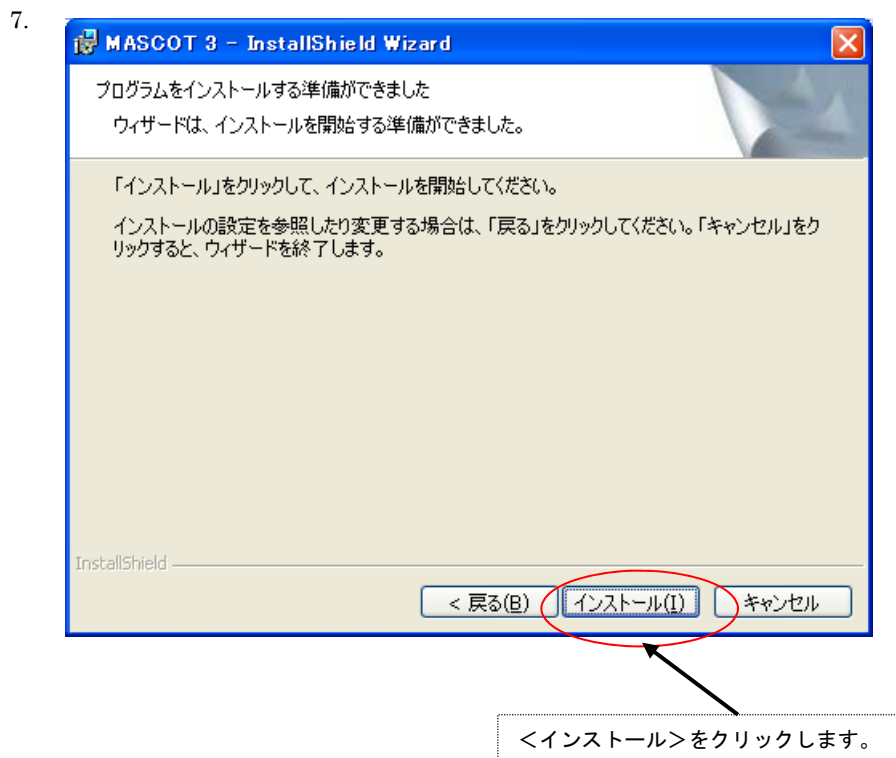 7.
MASCOT 3 - InstallShield Wizard
プログラムをインストールする準備ができました
ウィザードは、インストールを開始する準備ができました。
「インストール」をクリックして、インストールを開始してください。
インストールの設定を参照したり変更する場合は、「戻る」をクリックしてください。「キャンセル」をク
リックすると、ウィザードを終了します。
InstallShield
< 戻る(B) インストール(I) キャンセル
＜インストール＞をクリックします。